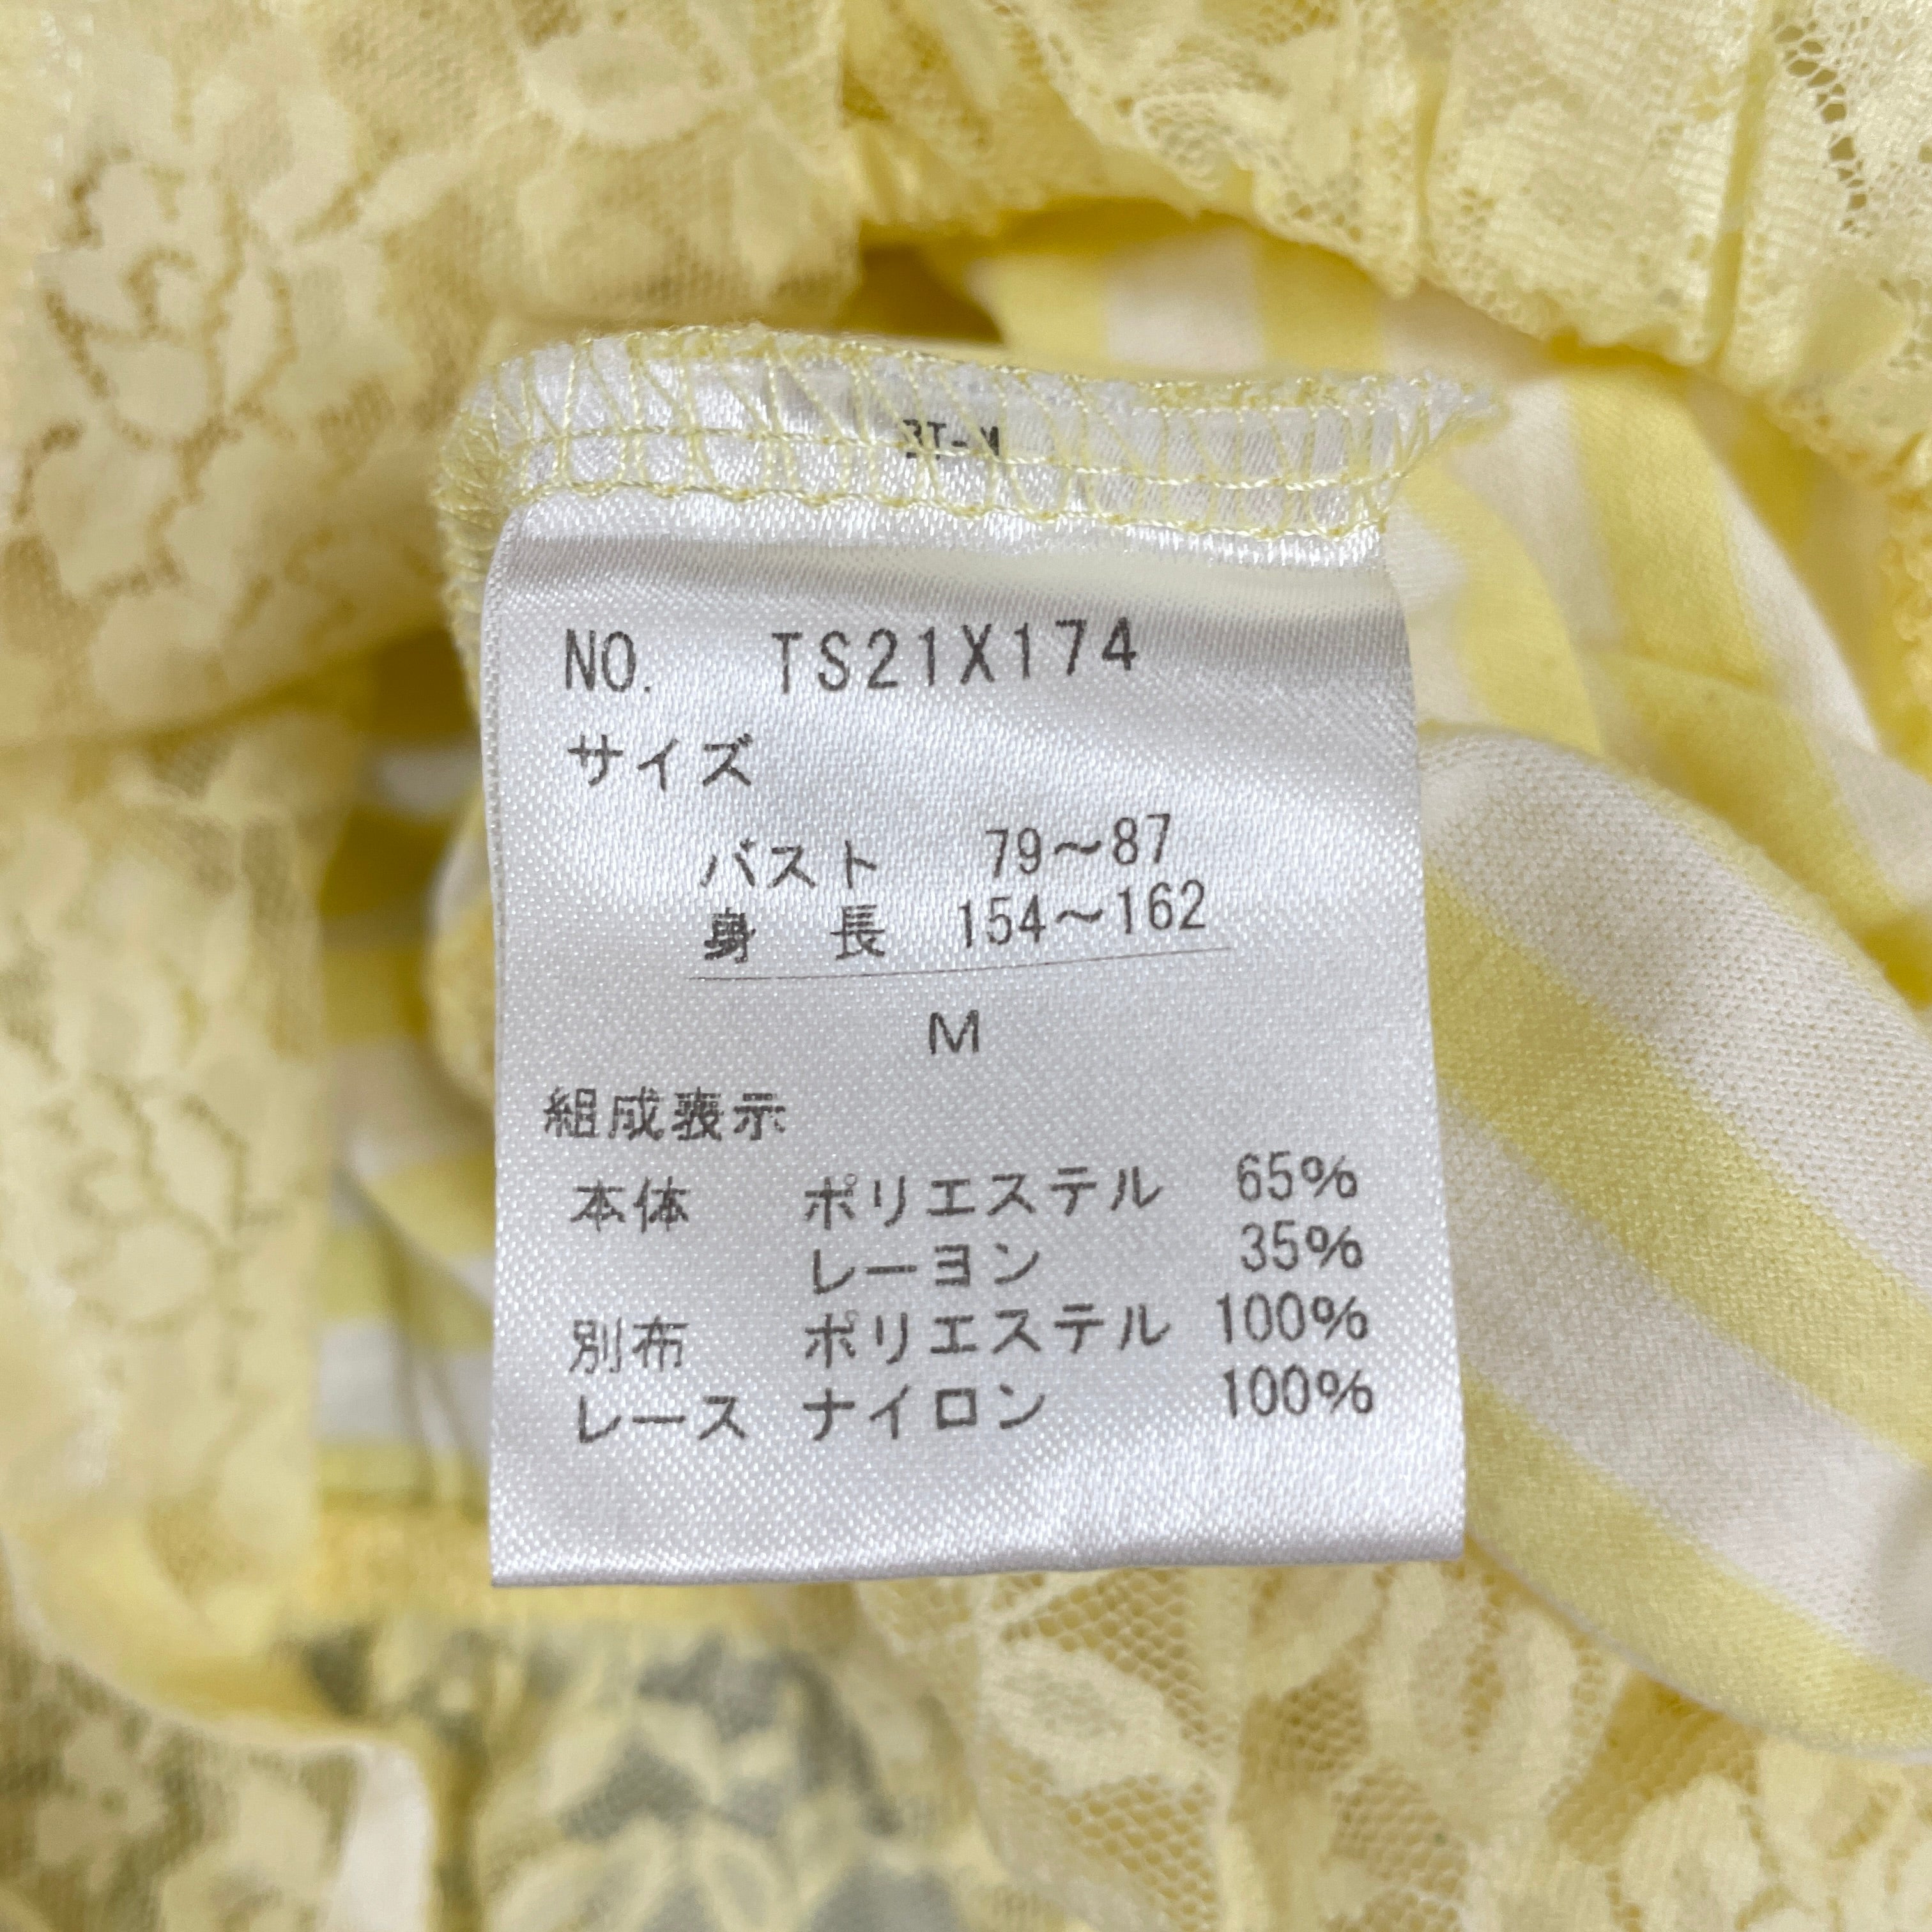 NO. TS21X174
サイズ
バスト 79～87
身 長 154～162
M
組成表示
本体 ポリエステル 65%
レーヨン 35%
別布 ポリエステル 100%
レース ナイロン 100%